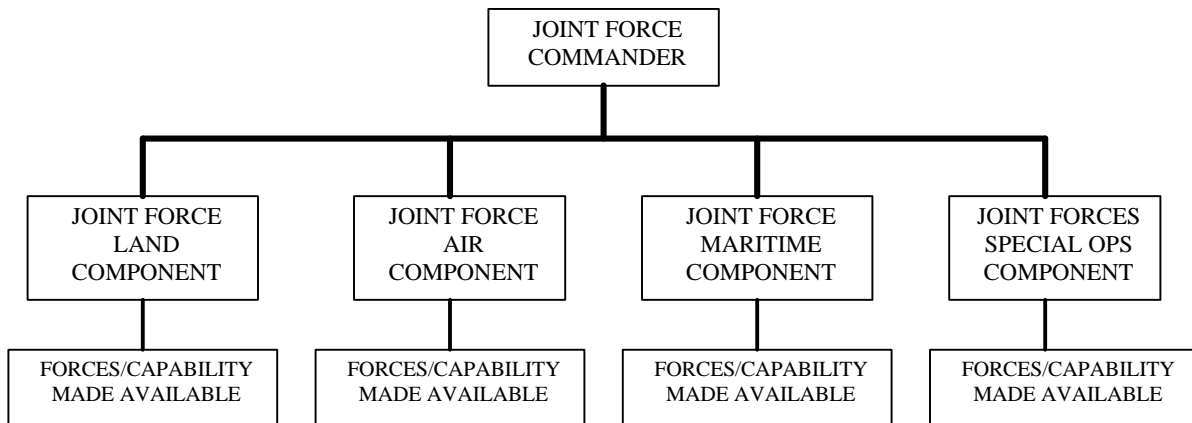 JOINT FORCE
COMMANDER
JOINT FORCE
LAND
COMPONENT
JOINT FORCE
AIR
COMPONENT
JOINT FORCE
MARITIME
COMPONENT
JOINT FORCES
SPECIAL OPS
COMPONENT
FORCES/CAPABILITY
MADE AVAILABLE
FORCES/CAPABILITY
MADE AVAILABLE
FORCES/CAPABILITY
MADE AVAILABLE
FORCES/CAPABILITY
MADE AVAILABLE